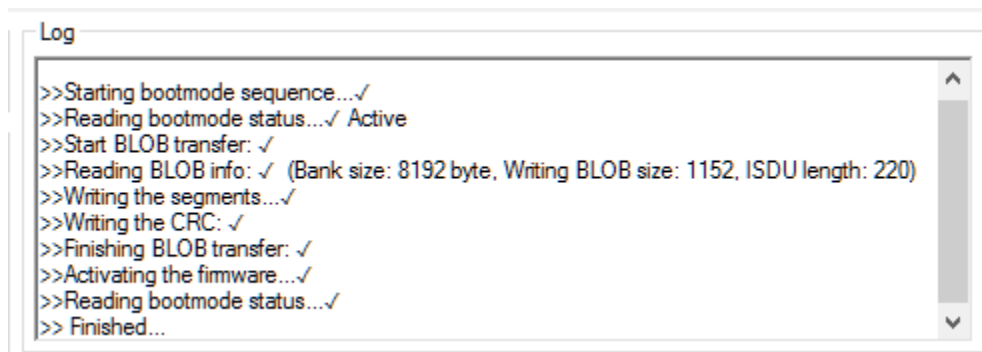 Log
>>Starting bootmode sequence...✓
>>Reading bootmode status...✓ Active
>>Start BLOB transfer: ✓
>>Reading BLOB info: ✓ (Bank size: 8192 byte, Writing BLOB size: 1152, ISDU length: 220)
>>Writing the segments...✓
>>Writing the CRC: ✓
>>Finishing BLOB transfer: ✓
>>Activating the firmware...✓
>>Reading bootmode status...✓
>> Finished...